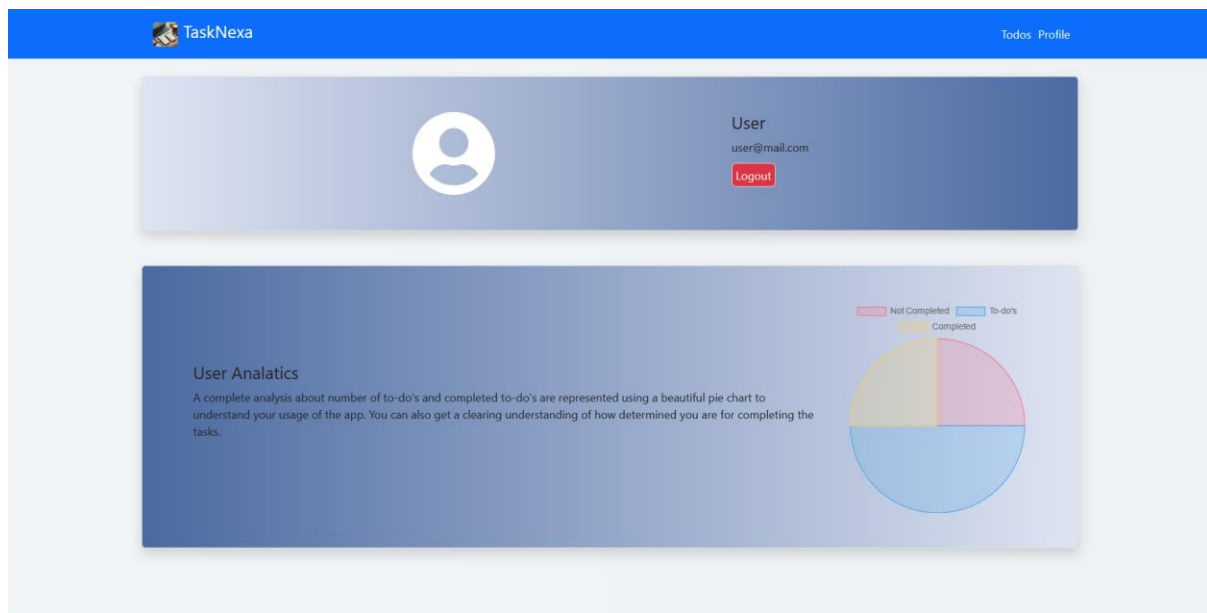 TaskNexa
Todos Profile
User
user@mail.com
Logout
User Analatics
A complete analysis about number of to-do's and completed to-do's are represented using a beautiful pie chart to
understand your usage of the app. You can also get a clearing understanding of how determined you are for completing the
tasks.
Not Completed To-do's
Completed